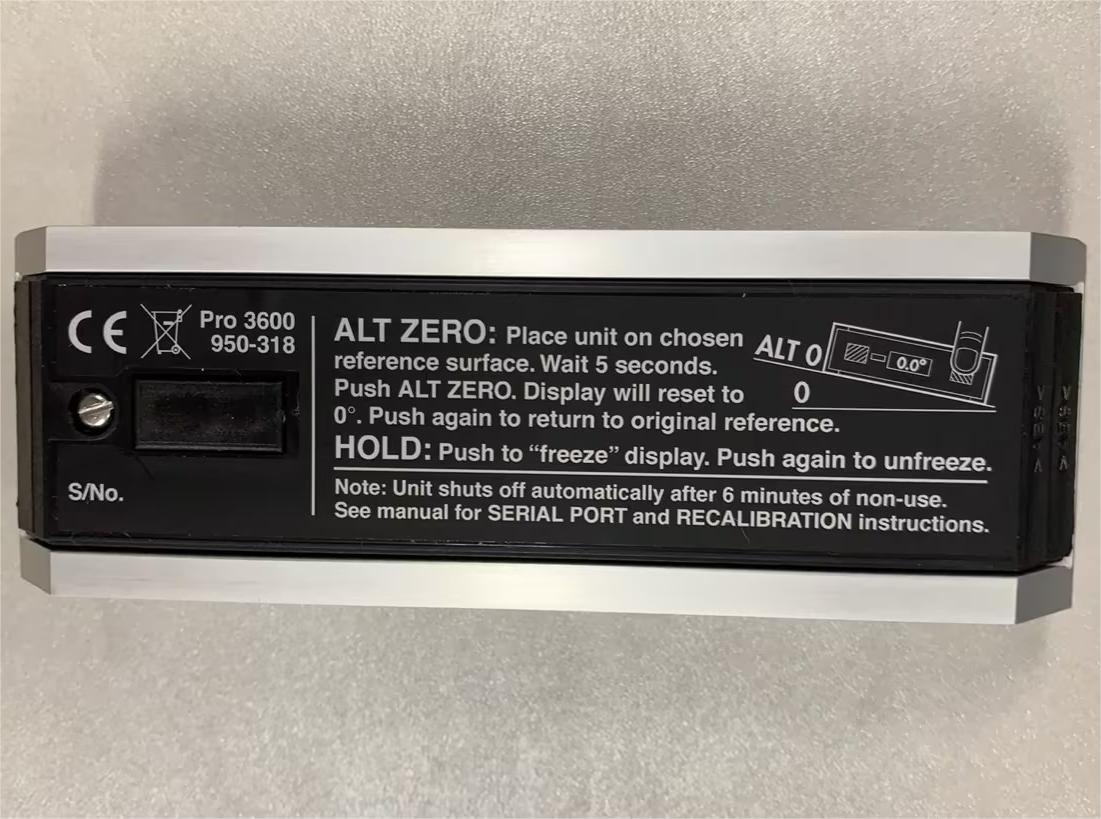 CE
Pro 3600
950-318
S/No.
ALT ZERO: Place unit on chosen
reference surface. Wait 5 seconds.
Push ALT ZERO. Display will reset to
0°. Push again to return to original reference.
HOLD: Push to “freeze” display. Push again to unfreeze.
Note: Unit shuts off automatically after 6 minutes of non-use.
See manual for SERIAL PORT and RECALIBRATION instructions.
ALT 0
0.0°
0